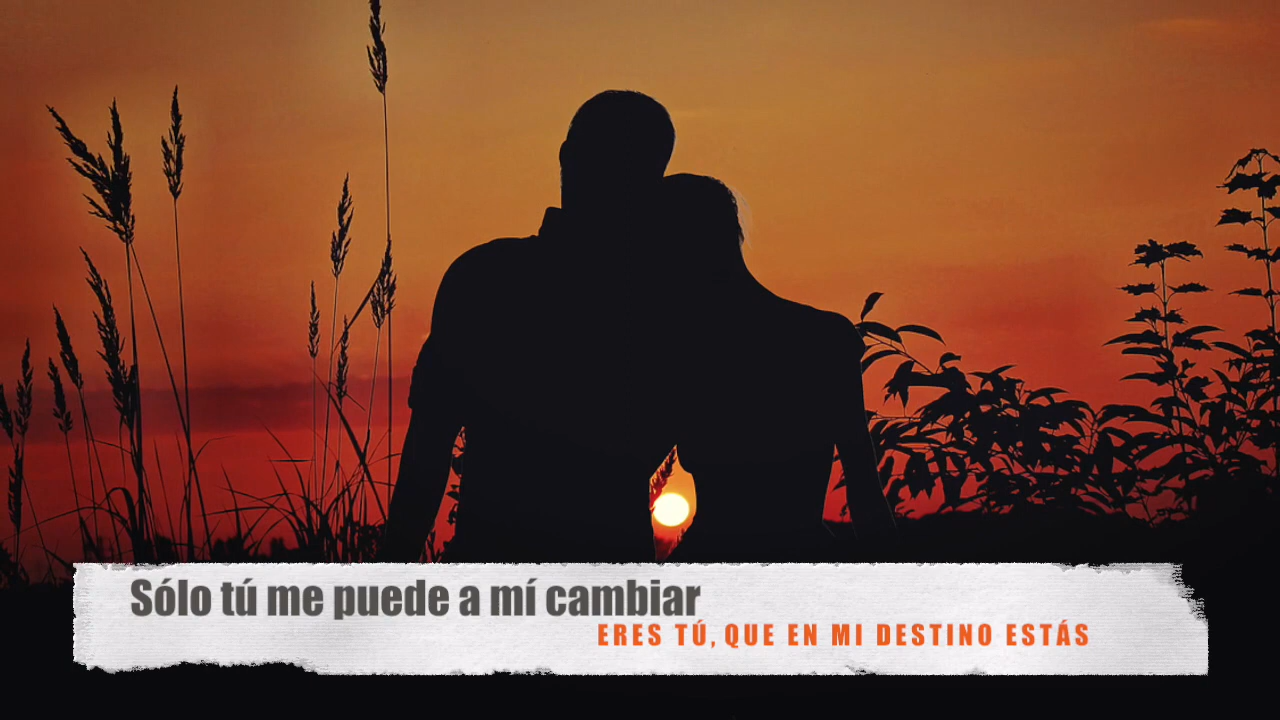 Sólo tú me puede a mí cambiar
ERES TÚ, QUE EN MI DESTINO ESTÁS